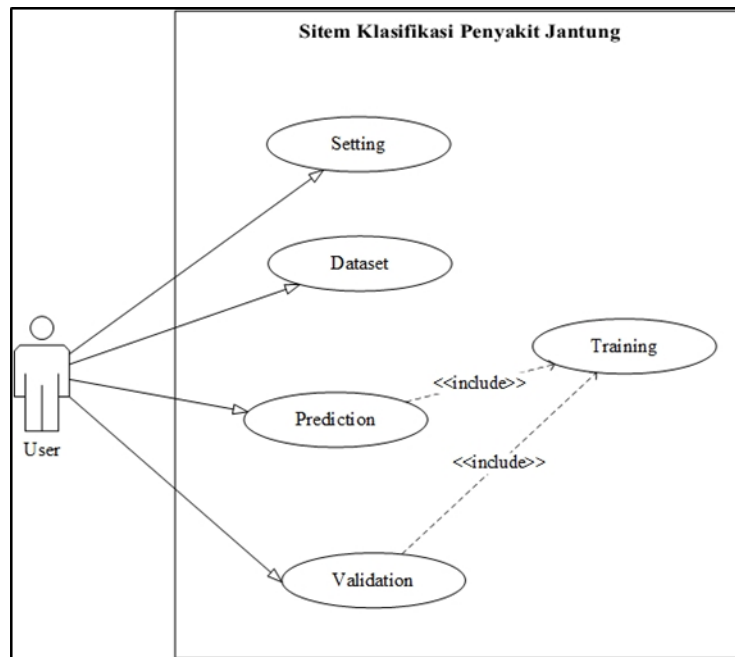 Sitem Klasifikasi Penyakit Jantung
Setting
Dataset
Training
<<include>>
Prediction
User
<<include>>
Validation